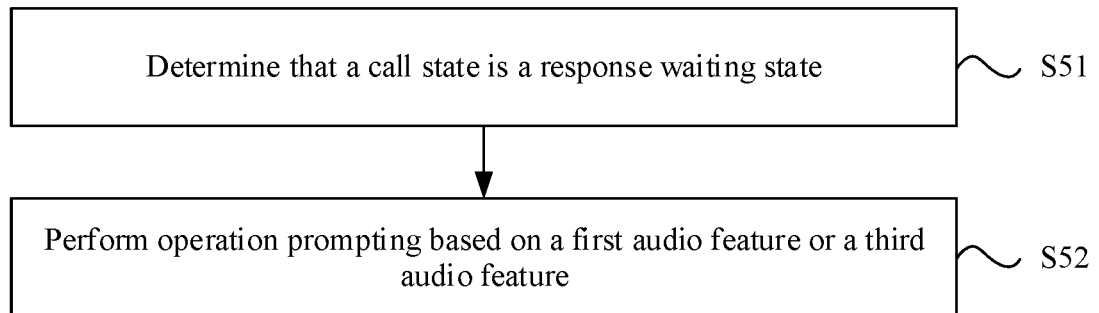 Determine that a call state is a response waiting state
S51
Perform operation prompting based on a first audio feature or a third
audio feature
S52